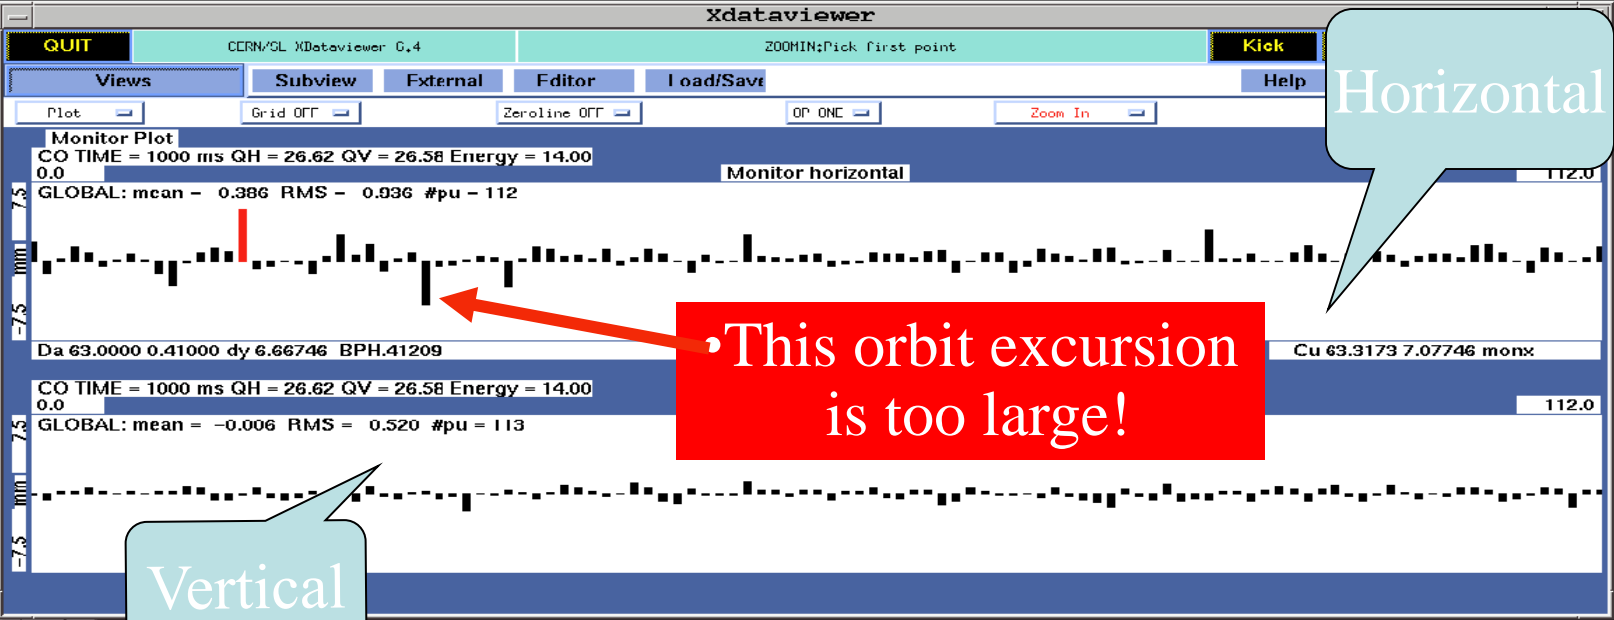 Xdataviewer
QUIT CERN/SL XDataviewer 6.4 ZOOMIN:Pick first point Kick
Views Subview External Editor Load/Save Help
Plot Grid OFF Zeroline OFF OP ONE Zoom In
Horizontal
Monitor Plot
CO TIME = 1000 ms QH = 26.62 QV = 26.58 Energy = 14.00
0.0 Monitor horizontal 112.0
GLOBAL: mean = 0.386 RMS = 0.936 #pu = 112
7.5
mm
-7.5
•This orbit excursion
is too large!
Da 63.0000 0.41000 dy 6.66746 BPH.41209 Cu 63.3173 7.07746 monx
CO TIME = 1000 ms QH = 26.62 QV = 26.58 Energy = 14.00
0.0 112.0
GLOBAL: mean = -0.006 RMS = 0.520 #pu = 113
7.5
mm
-7.5
Vertical